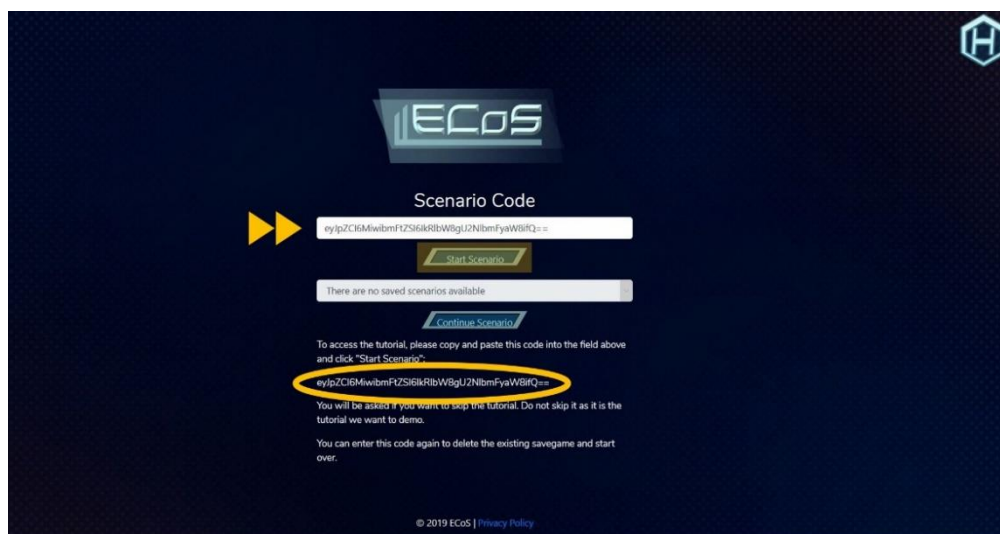 H
ECoS
Scenario Code
eyJpZCI6MiwibmFtZSI6IkRlbW8gU2NlbmFyaW8ifQ==
Start Scenario
There are no saved scenarios available
Continue Scenario
To access the tutorial, please copy and paste this code into the field above
and click "Start Scenario":
eyJpZCI6MiwibmFtZSI6IkRlbW8gU2NlbmFyaW8ifQ==
You will be asked if you want to skip the tutorial. Do not skip it as it is the
tutorial we want to demo.
You can enter this code again to delete the existing savegame and start
over.
© 2019 ECoS | Privacy Policy